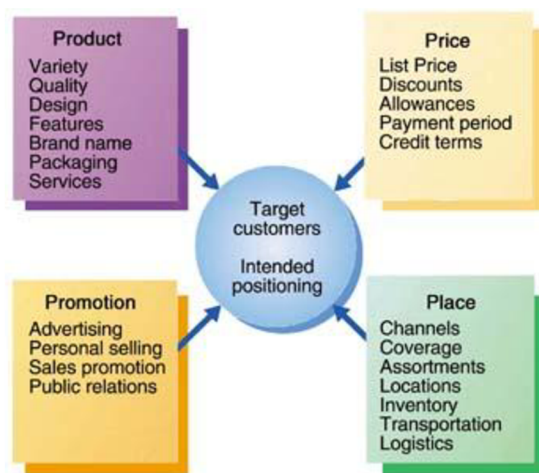 Product
Variety
Quality
Design
Features
Brand name
Packaging
Services
Price
List Price
Discounts
Allowances
Payment period
Credit terms
Target
customers
Intended
positioning
Promotion
Advertising
Personal selling
Sales promotion
Public relations
Place
Channels
Coverage
Assortments
Locations
Inventory
Transportation
Logistics